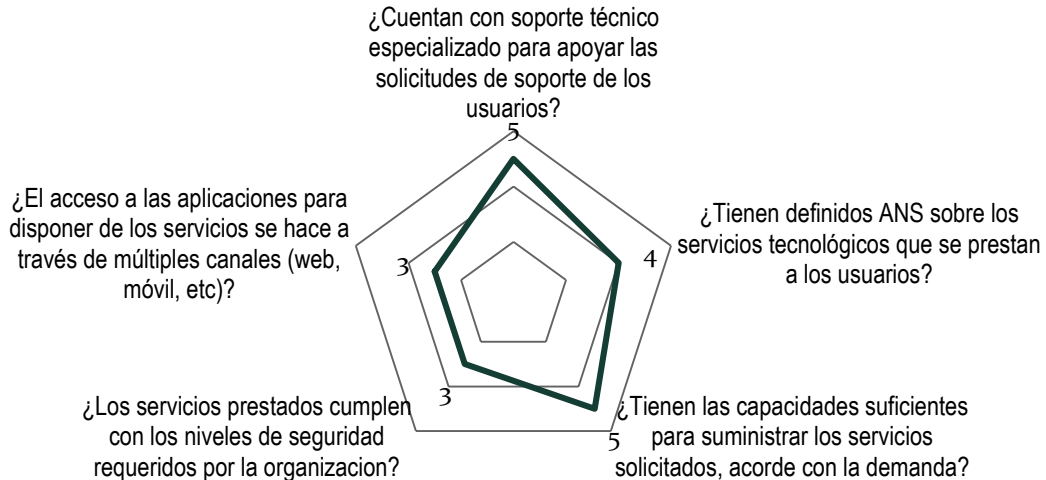 ¿Cuentan con soporte técnico
especializado para apoyar las
solicitudes de soporte de los
usuarios?
5
¿Tienen definidos ANS sobre los
servicios tecnológicos que se prestan
a los usuarios?
4
¿Tienen las capacidades suficientes
para suministrar los servicios
solicitados, acorde con la demanda?
5
¿Los servicios prestados cumplen
con los niveles de seguridad
requeridos por la organizacion?
3
¿El acceso a las aplicaciones para
disponer de los servicios se hace a
través de múltiples canales (web,
móvil, etc)?
3